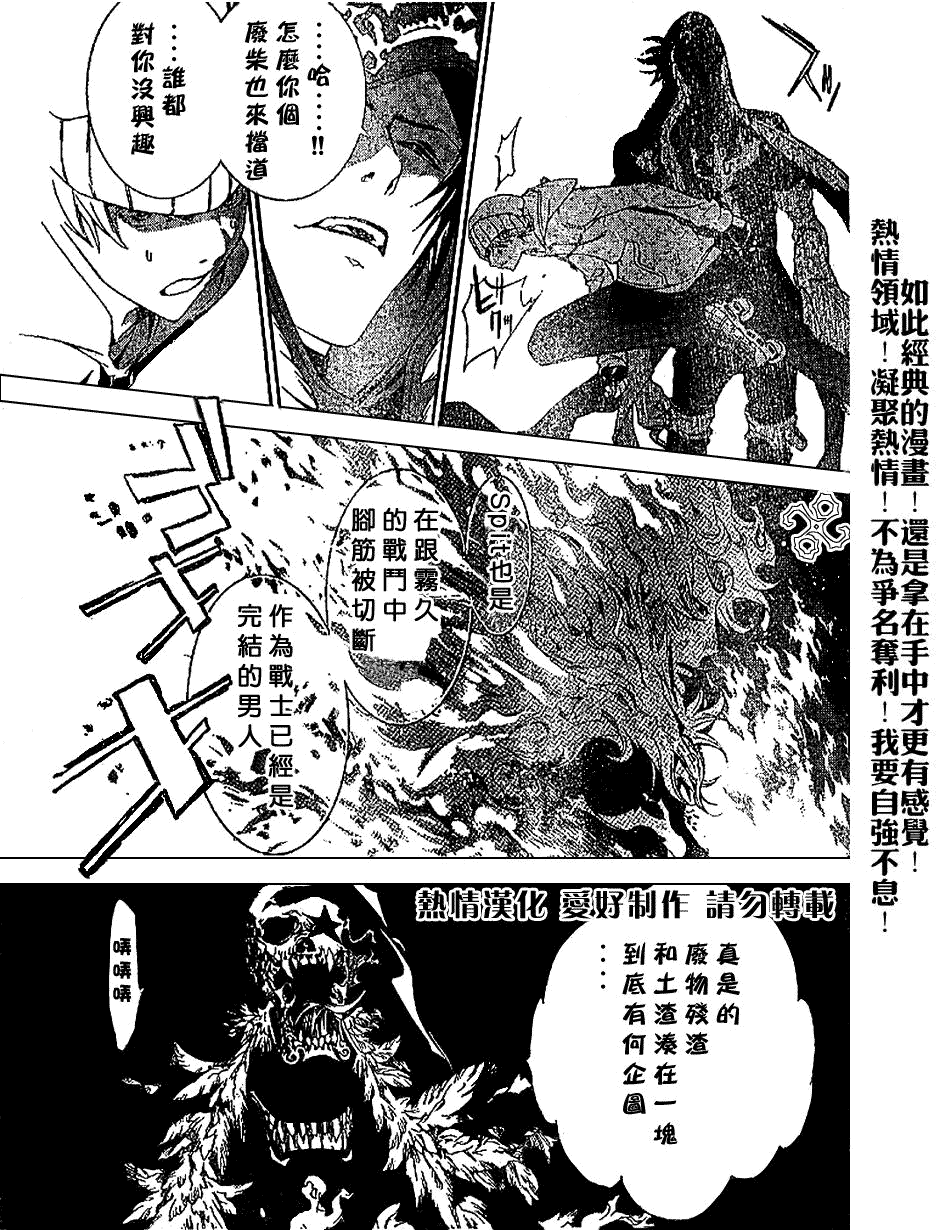 ……哈……!!
怎麼你個
廢柴也來擋道
……誰都
對你沒興趣
ビクッ
Split也是
在跟霧久
的戰鬥中
腳筋被切斷
作為戰士已經是
完結的男人
熱情漢化 愛好制作 請勿轉載
真是的
廢物殘渣
和土渣湊在一塊
到底有何企圖
……
如此經典的漫畫！還是拿在手中才更有感覺！
熱情領域！凝聚熱情！不為爭名奪利！我要自強不息！